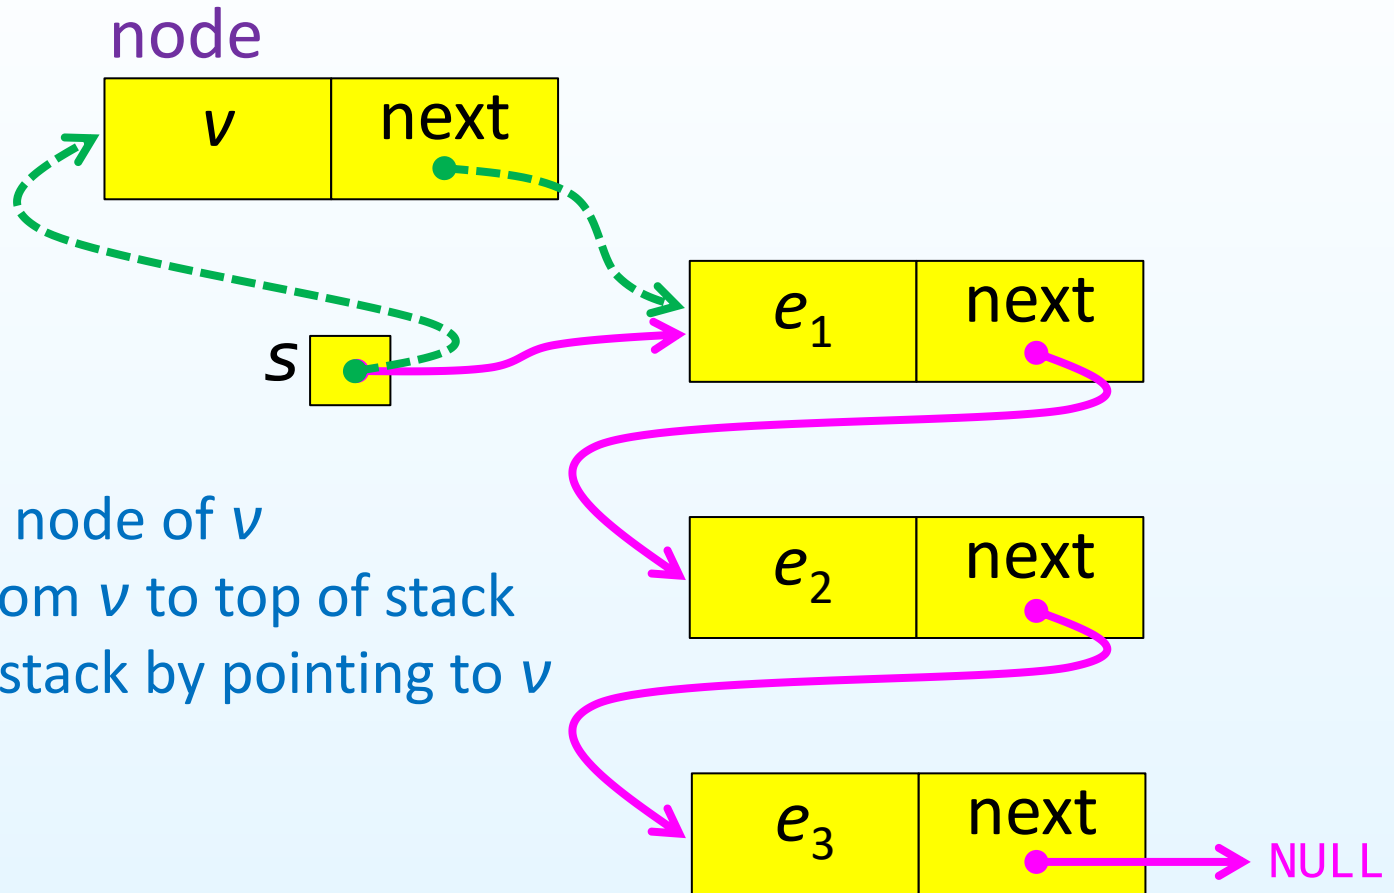 node
v next
e1 next
s
node of v
om v to top of stack
e2 next
stack by pointing to v
e3 next
NULL